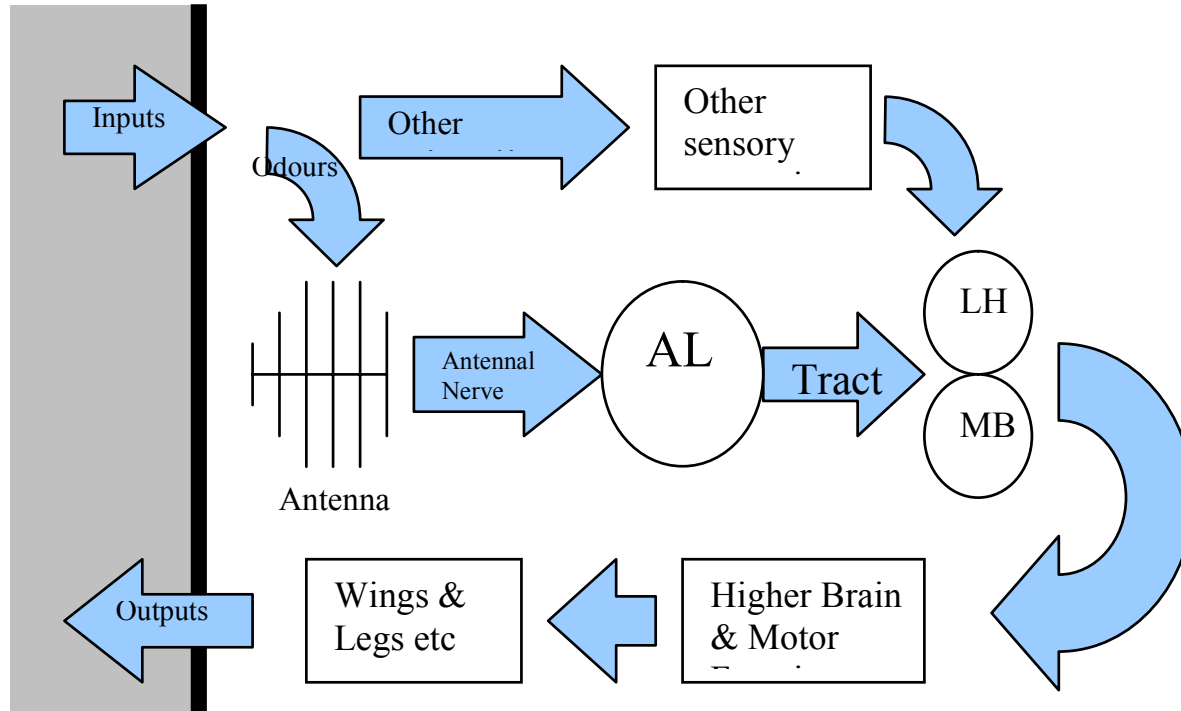 Inputs
Other
Other
sensory
Odours
LH
AL
Antennal
Nerve
Tract
MB
Antenna
Outputs
Wings &
Legs etc
Higher Brain
& Motor